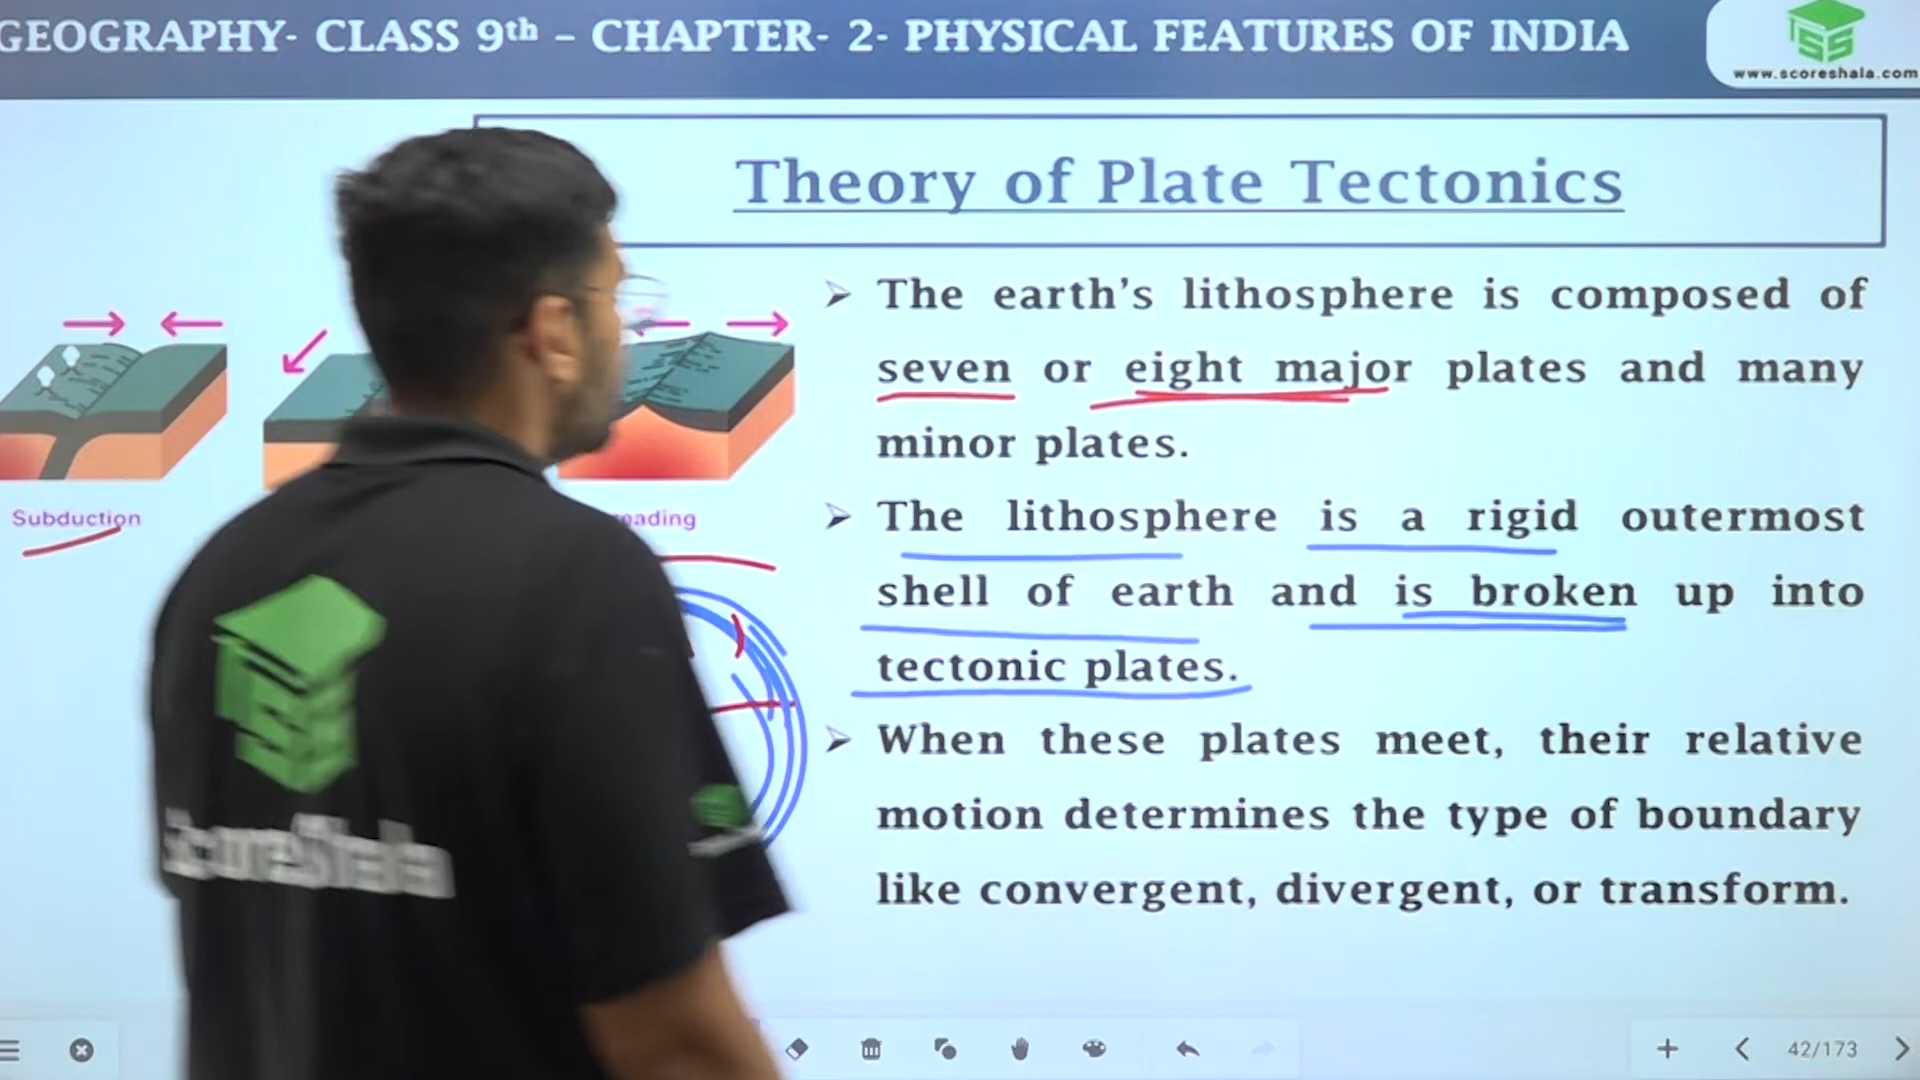 GEOGRAPHY- CLASS 9th – CHAPTER- 2- PHYSICAL FEATURES OF INDIA
www.scoreshala.com
Theory of Plate Tectonics
➢ The earth's lithosphere is composed of
seven or eight major plates and many
minor plates.
Subduction
eading
➢ The lithosphere is a rigid outermost
shell of earth and is broken up into
tectonic plates.
➢ When these plates meet, their relative
motion determines the type of boundary
like convergent, divergent, or transform.
ScoreShala
42/173